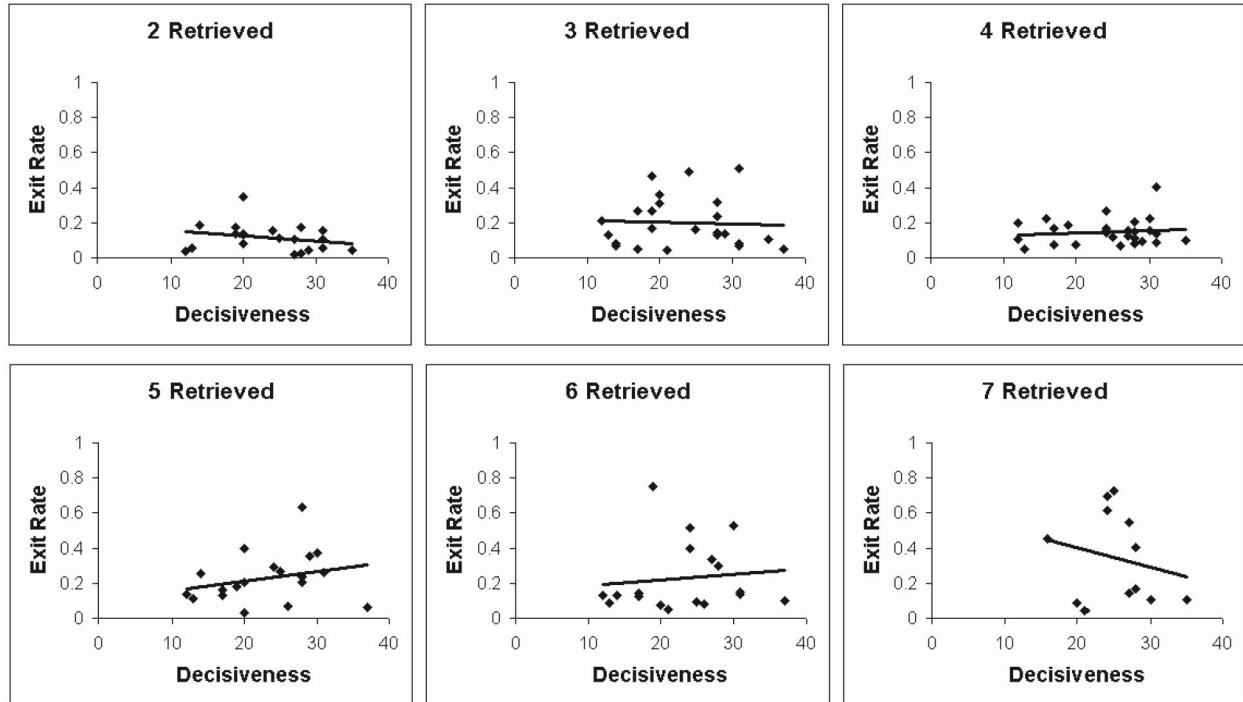 2 Retrieved
1
0.8
0.6
0.4
0.2
0
0 10 20 30 40
Exit Rate
Decisiveness
3 Retrieved
1
0.8
0.6
0.4
0.2
0
0 10 20 30 40
Exit Rate
Decisiveness
4 Retrieved
1
0.8
0.6
0.4
0.2
0
0 10 20 30 40
Exit Rate
Decisiveness
5 Retrieved
1
0.8
0.6
0.4
0.2
0
0 10 20 30 40
Exit Rate
Decisiveness
6 Retrieved
1
0.8
0.6
0.4
0.2
0
0 10 20 30 40
Exit Rate
Decisiveness
7 Retrieved
1
0.8
0.6
0.4
0.2
0
0 10 20 30 40
Exit Rate
Decisiveness